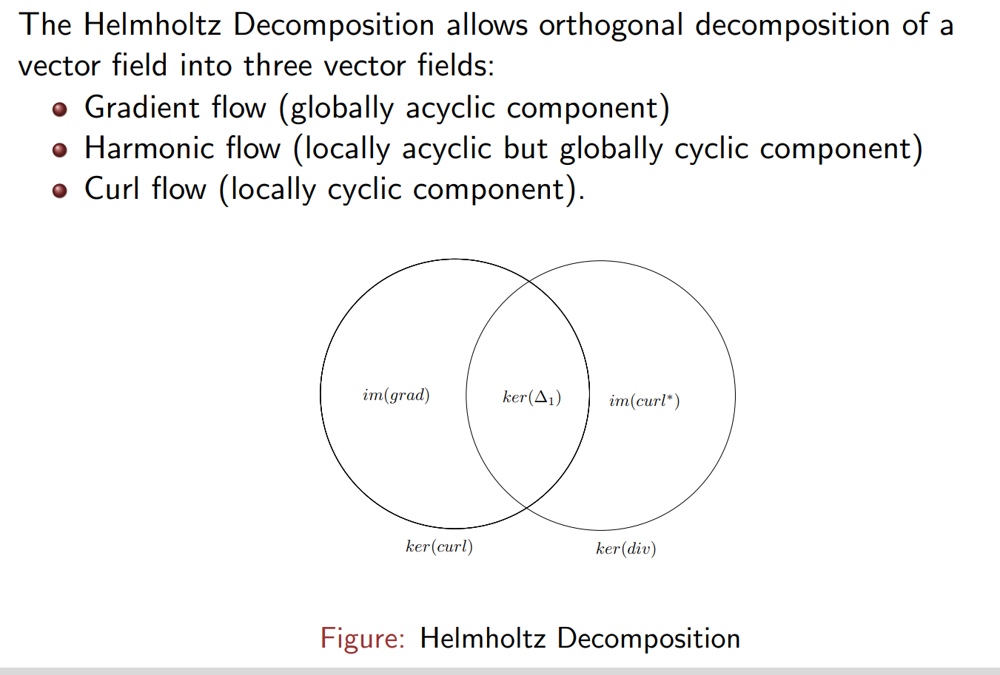 The Helmholtz Decomposition allows orthogonal decomposition of a
vector field into three vector fields:
Gradient flow (globally acyclic component)
Harmonic flow (locally acyclic but globally cyclic component)
Curl flow (locally cyclic component).
im(grad)
ker(Δ₁)
im(curl*)
ker(curl)
ker(div)
Figure: Helmholtz Decomposition